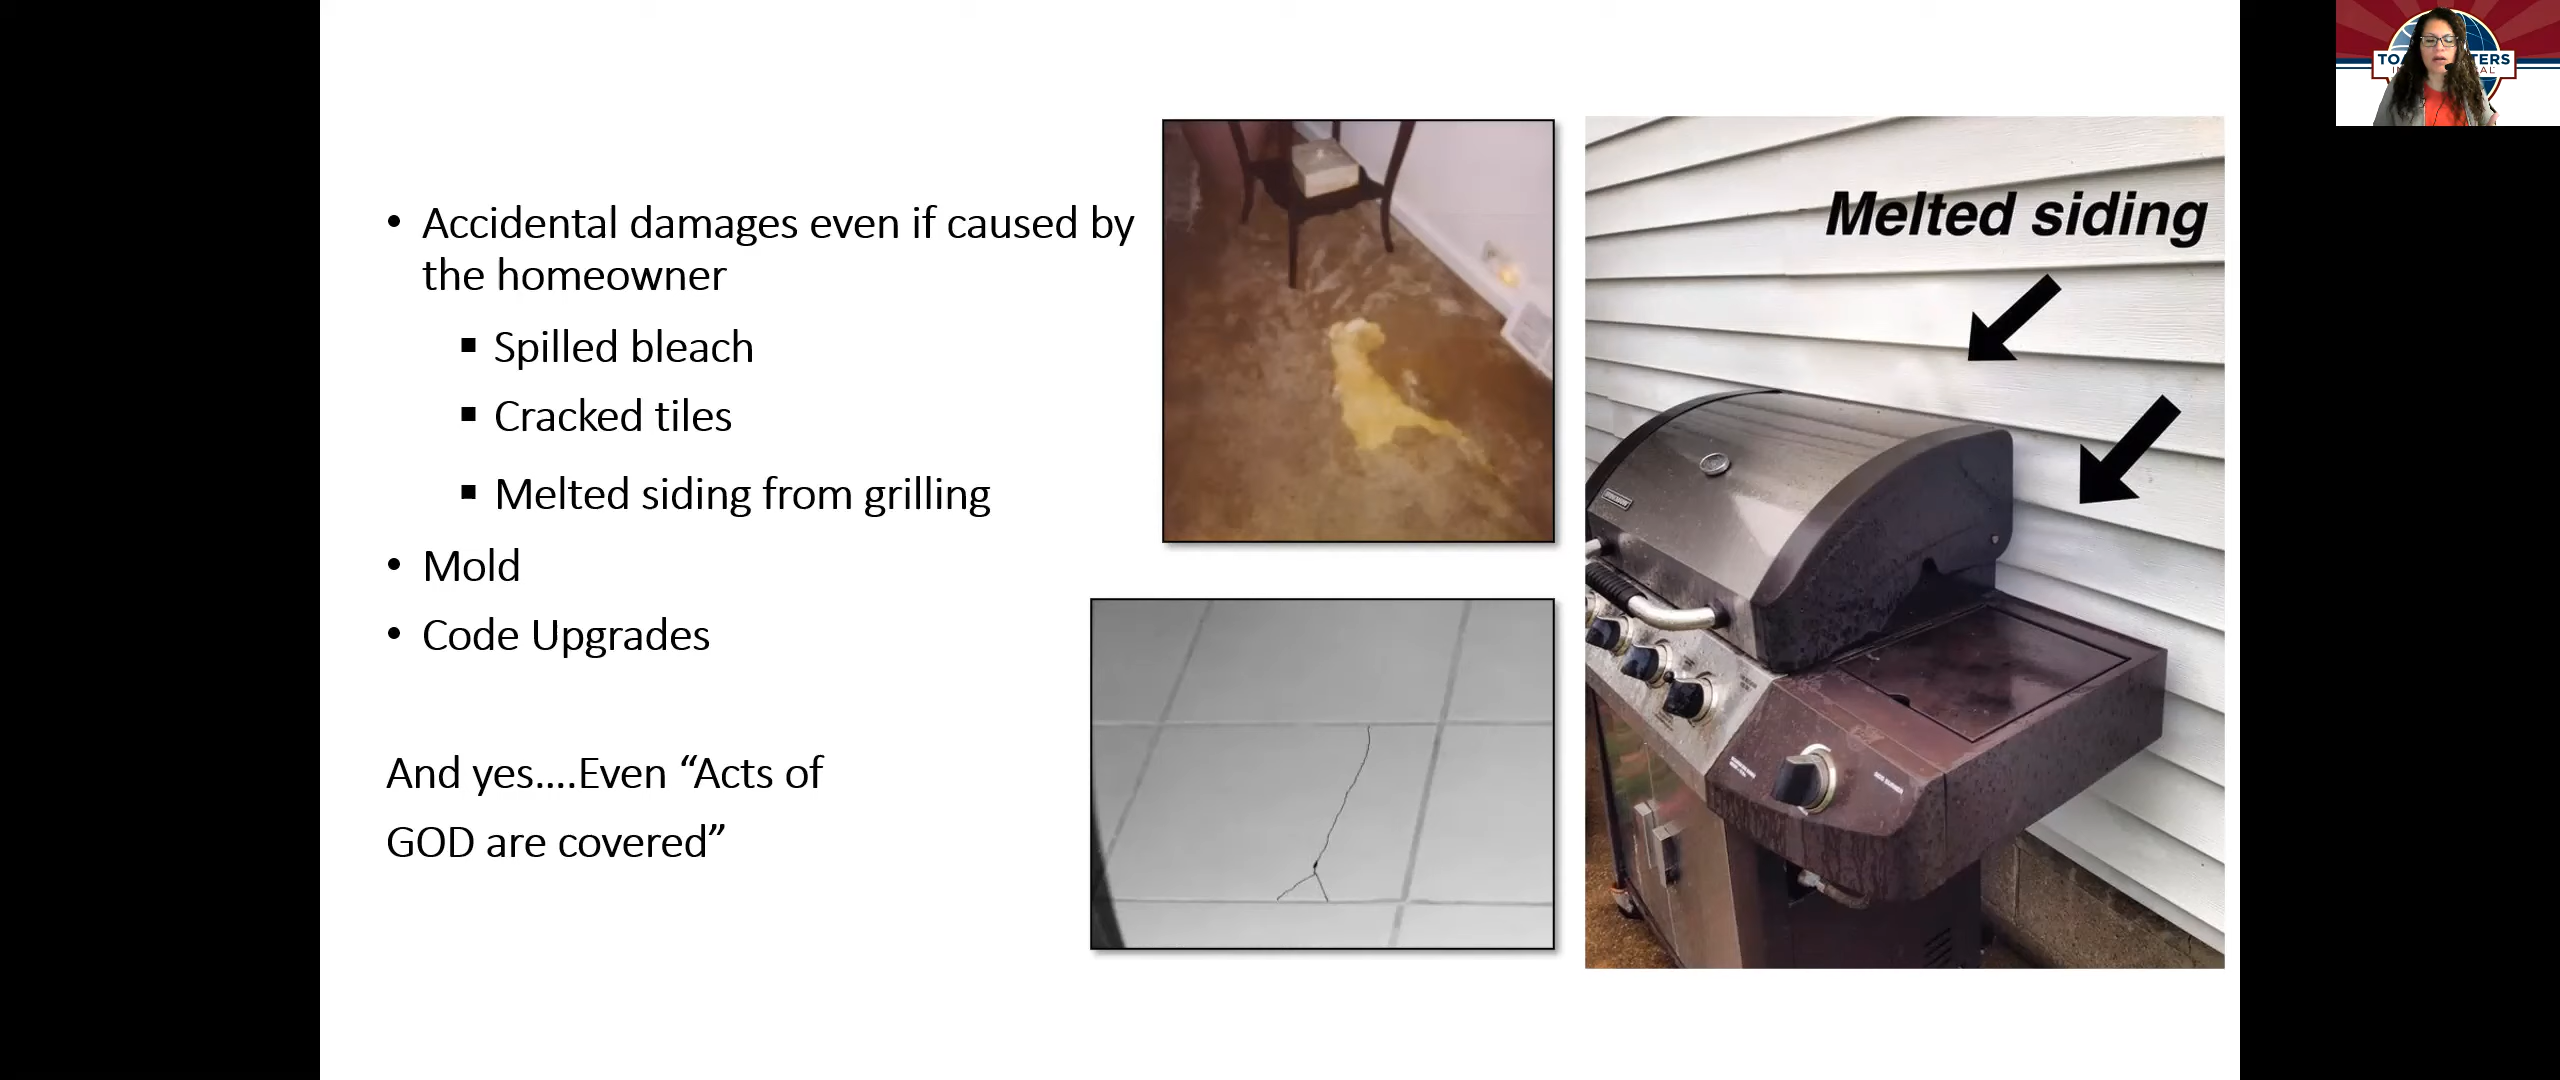 Accidental damages even if caused by
the homeowner
Spilled bleach
Cracked tiles
Melted siding from grilling
Mold
Code Upgrades
And yes....Even “Acts of
GOD are covered”
Melted siding